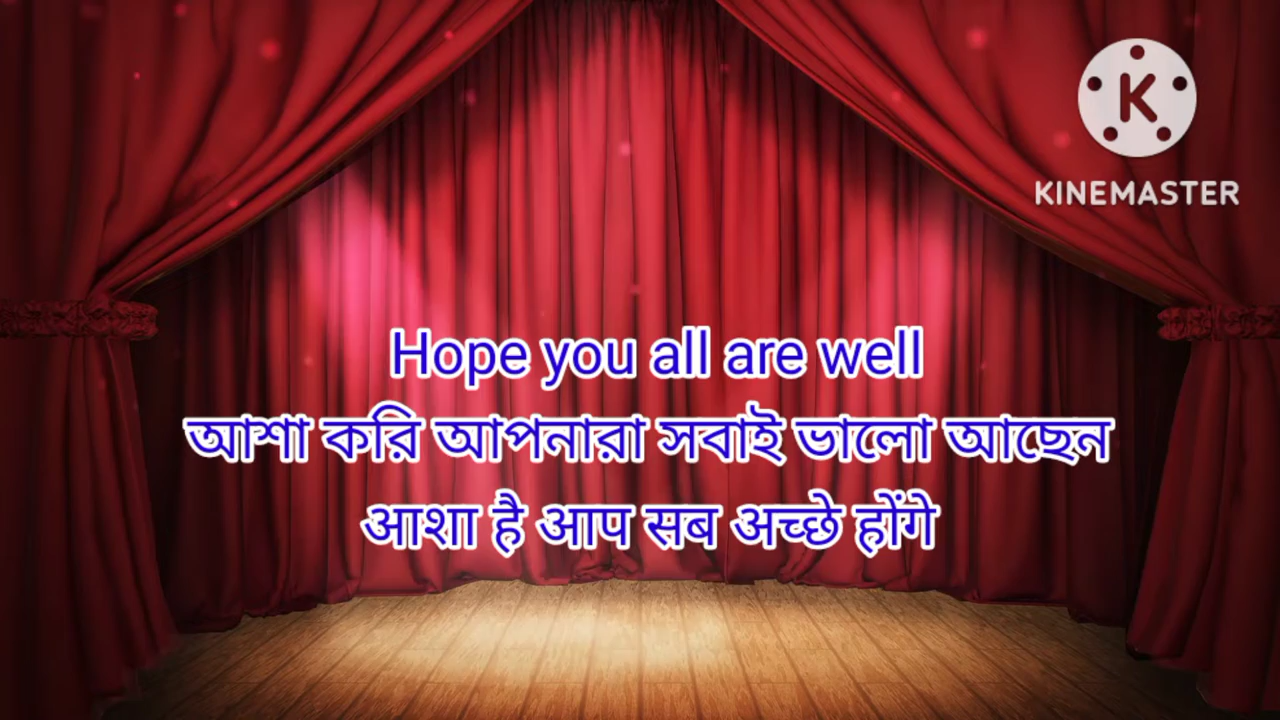 K
KINEMASTER
Hope you all are well
আশা করি আপনারা সবাই ভালো আছেন
आशा है आप सब अच्छे होंगे